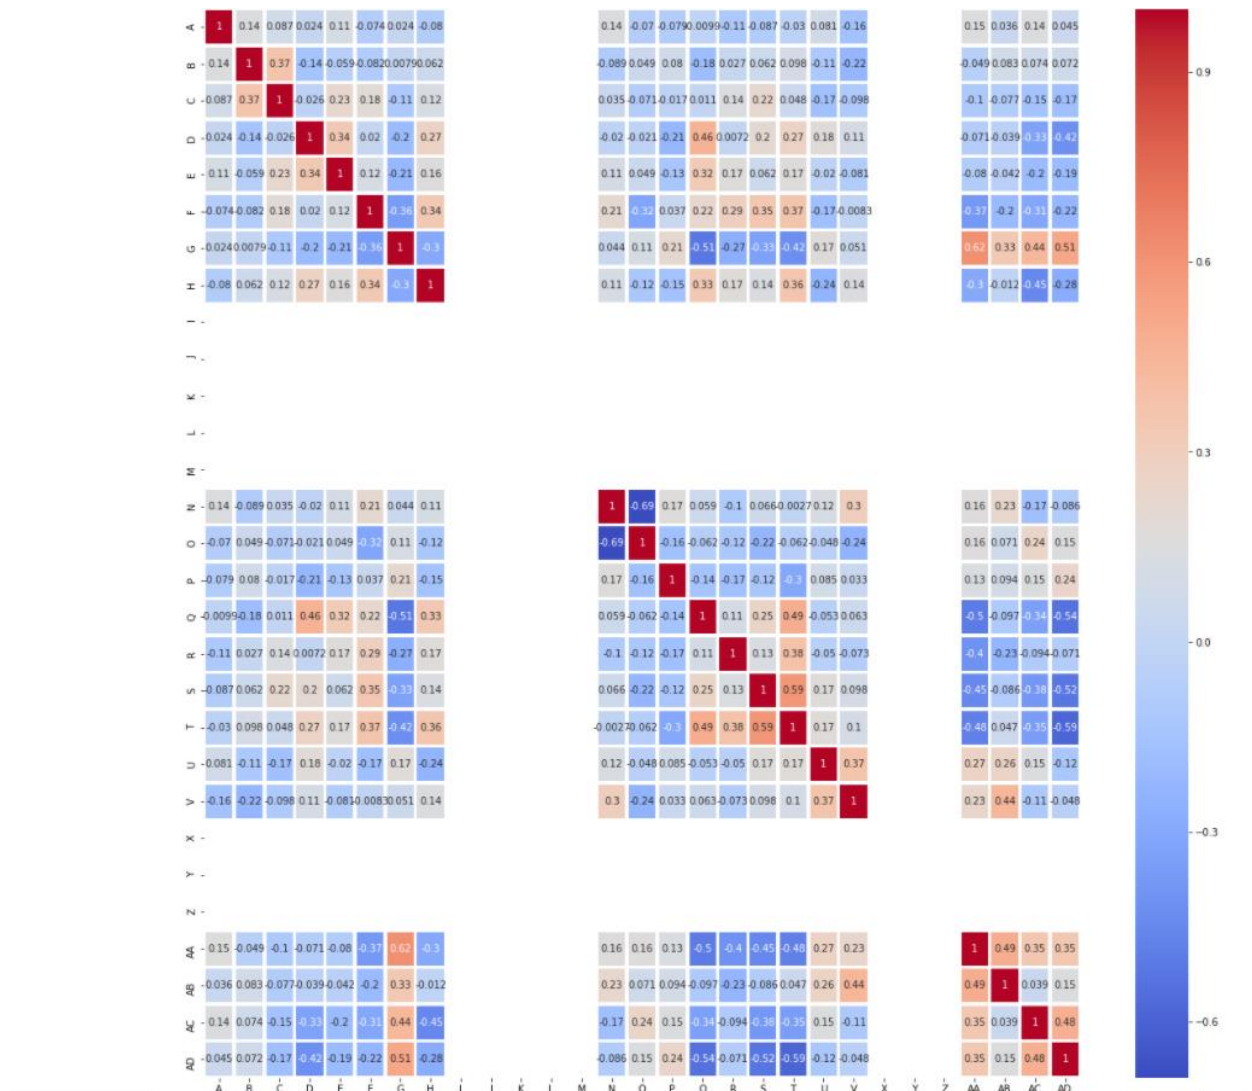 A 1 0.14 0.087 0.024 0.11 -0.074 0.024 -0.08 0.14 -0.07 -0.079 0.0099 -0.11 -0.087 -0.03 0.081 -0.16 0.15 0.036 0.14 0.045
B 0.14 1 0.37 -0.14 -0.059 -0.082 0.0079 0.062 -0.089 0.049 0.08 -0.18 0.027 0.062 0.098 -0.11 -0.22 -0.049 0.083 0.074 0.072
0.9
C -0.087 0.37 1 -0.026 0.23 0.18 -0.11 0.12 0.035 -0.071 -0.017 0.011 0.14 0.22 0.048 -0.17 -0.098 -0.1 -0.077 -0.15 -0.17
D -0.024 -0.14 -0.026 1 0.34 0.02 -0.2 0.27 -0.02 -0.021 -0.21 0.46 0.0072 0.2 0.27 0.18 0.11 -0.071 -0.039 -0.33 -0.42
E 0.11 -0.059 0.23 0.34 1 0.12 -0.21 0.16 0.11 0.049 -0.13 0.32 0.17 0.062 0.17 -0.02 -0.081 -0.08 -0.042 -0.2 -0.19
F -0.074 -0.082 0.18 0.02 0.12 1 -0.36 0.34 0.21 -0.32 0.037 0.22 0.29 0.35 0.37 -0.17 -0.0083 -0.37 -0.2 -0.31 -0.22
G -0.024 0.0079 -0.11 -0.2 -0.21 -0.36 1 -0.3 0.044 0.11 0.21 -0.51 -0.27 -0.33 -0.42 0.17 0.051 0.62 0.33 0.44 0.51
0.6
H -0.08 0.062 0.12 0.27 0.16 0.34 -0.3 1 0.11 -0.12 -0.15 0.33 0.17 0.14 0.36 -0.24 0.14 -0.3 -0.012 -0.45 -0.28
I
J
K
L
0.3
M
N 0.14 -0.089 0.035 -0.02 0.11 0.21 0.044 0.11 1 -0.69 0.17 0.059 -0.1 0.066 -0.0027 0.12 0.3 0.16 0.23 -0.17 -0.086
O -0.07 0.049 -0.071 -0.021 0.049 -0.32 0.11 -0.12 -0.69 1 -0.16 -0.062 -0.12 -0.22 -0.062 -0.048 -0.24 0.16 0.071 0.24 0.15
P -0.079 0.08 -0.017 -0.21 -0.13 0.037 0.21 -0.15 0.17 -0.16 1 -0.14 -0.17 -0.12 -0.3 0.085 0.033 0.13 0.094 0.15 0.24
Q -0.0099 -0.18 0.011 0.46 0.32 0.22 -0.51 0.33 0.059 -0.062 -0.14 1 0.11 0.25 0.49 -0.053 0.063 -0.5 -0.097 -0.34 -0.54
0.0
R -0.11 0.027 0.14 0.0072 0.17 0.29 -0.27 0.17 -0.1 -0.12 -0.17 0.11 1 0.13 0.38 -0.05 -0.073 -0.4 -0.23 -0.094 -0.071
S -0.087 0.062 0.22 0.2 0.062 0.35 -0.33 0.14 0.066 -0.22 -0.12 0.25 0.13 1 0.59 0.17 0.098 -0.45 -0.086 -0.38 -0.52
T -0.03 0.098 0.048 0.27 0.17 0.37 -0.42 0.36 -0.0027 -0.062 -0.3 0.49 0.38 0.59 1 0.17 0.1 -0.48 0.047 -0.35 -0.59
U -0.081 -0.11 -0.17 0.18 -0.02 -0.17 0.17 -0.24 0.12 -0.048 0.085 -0.053 -0.05 0.17 0.17 1 0.37 0.27 0.26 0.15 -0.12
V -0.16 -0.22 -0.098 0.11 -0.081 -0.0083 0.051 0.14 0.3 -0.24 0.033 0.063 -0.073 0.098 0.1 0.37 1 0.23 0.44 -0.11 -0.048
X
-0.3
Y
Z
AA 0.15 -0.049 -0.1 -0.071 -0.08 -0.37 0.62 -0.3 0.16 0.16 0.13 -0.5 -0.4 -0.45 -0.48 0.27 0.23 1 0.49 0.35 0.35
AB -0.036 0.083 -0.077 -0.039 -0.042 -0.2 0.33 -0.012 0.23 0.071 0.094 -0.097 -0.23 -0.086 0.047 0.26 0.44 0.49 1 0.039 0.15
AC 0.14 0.074 -0.15 -0.33 -0.2 -0.31 0.44 -0.45 -0.17 0.24 0.15 -0.34 -0.094 -0.38 -0.35 0.15 -0.11 0.35 0.039 1 0.48
-0.6
AD -0.045 0.072 -0.17 -0.42 -0.19 -0.22 0.51 -0.28 -0.086 0.15 0.24 -0.54 -0.071 -0.52 -0.59 -0.12 -0.048 0.35 0.15 0.48 1
A B C D E F G H I J K L M N O P Q R S T U V X Y Z AA AB AC AD